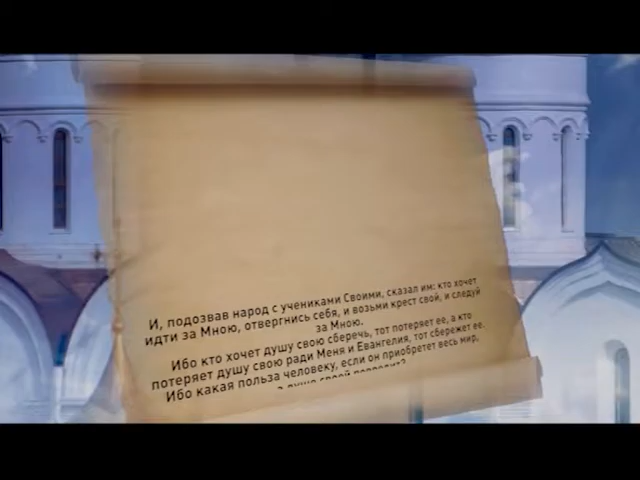 И, подозвав народ с учениками Своими, сказал им: кто хочет
идти за Мною, отвергнись себя, и возьми крест свой, и следуй
за Мною.
Ибо кто хочет душу свою сберечь, тот потеряет ее, а кто
потеряет душу свою ради Меня и Евангелия, тот сбережет ее.
Ибо какая польза человеку, если он приобретет весь мир,
а душе своей